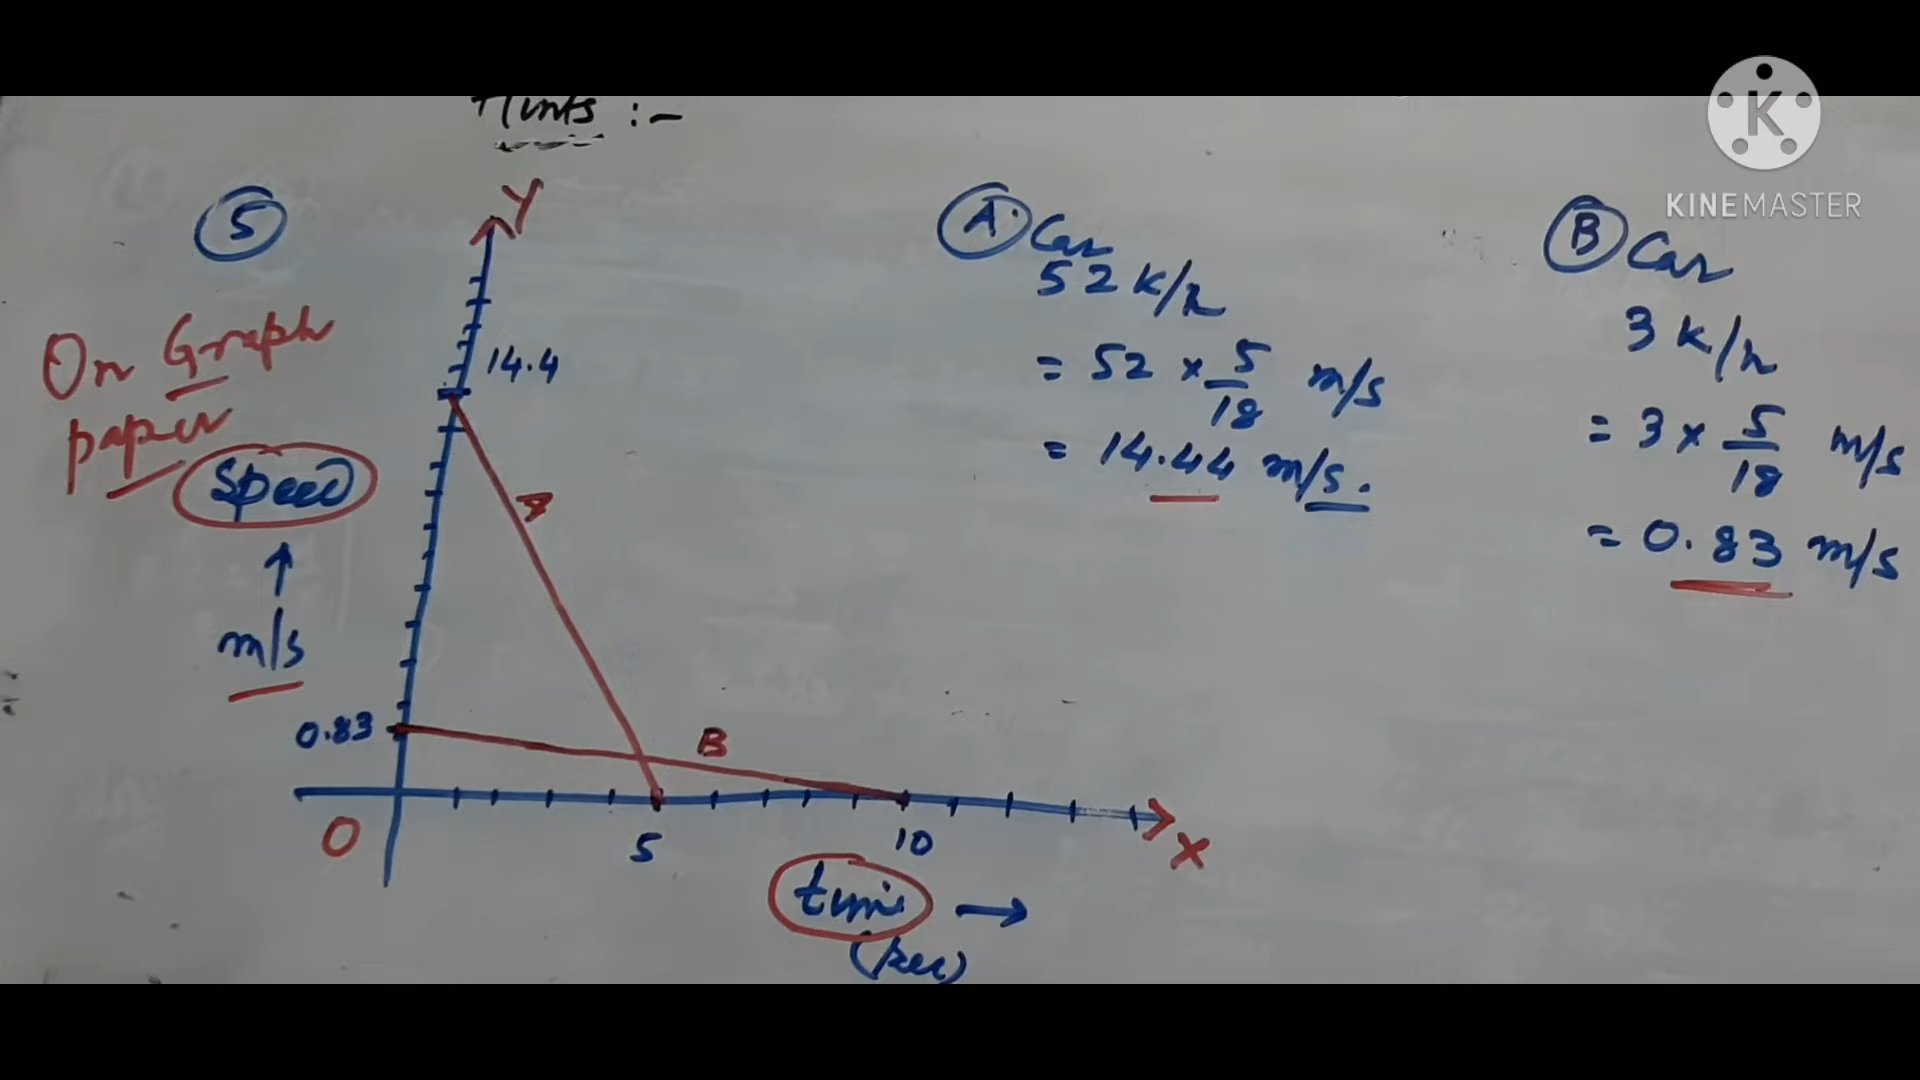 Hints :-
K
KINEMASTER
5
Y
On Graph
paper
Speed
↑
m/s
14.4
0.83
B
O
5
10
X
time →
(sec)
A Car
52 k/h
= 52 × 5/18 m/s
= 14.44 m/s.
B Car
3 k/h
= 3 × 5/18 m/s
= 0.83 m/s